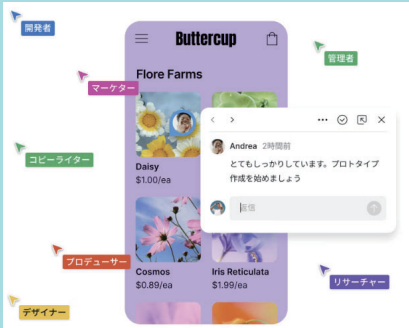 開発者
Buttercup
管理者
Flore Farms
マーケター
Andrea 2時間前
とてもしっかりしています。プロトタイプ
作成を始めましょう
コピーライター
Daisy
$1.00/ea
返信
プロデューサー
Cosmos
$0.89/ea
Iris Reticulata
$1.99/ea
リサーチャー
デザイナー